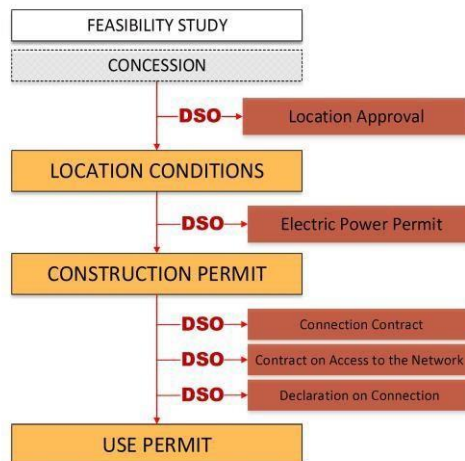 FEASIBILITY STUDY
CONCESSION
DSO Location Approval
LOCATION CONDITIONS
DSO Electric Power Permit
CONSTRUCTION PERMIT
DSO Connection Contract
DSO Contract on Access to the Network
DSO Declaration on Connection
USE PERMIT